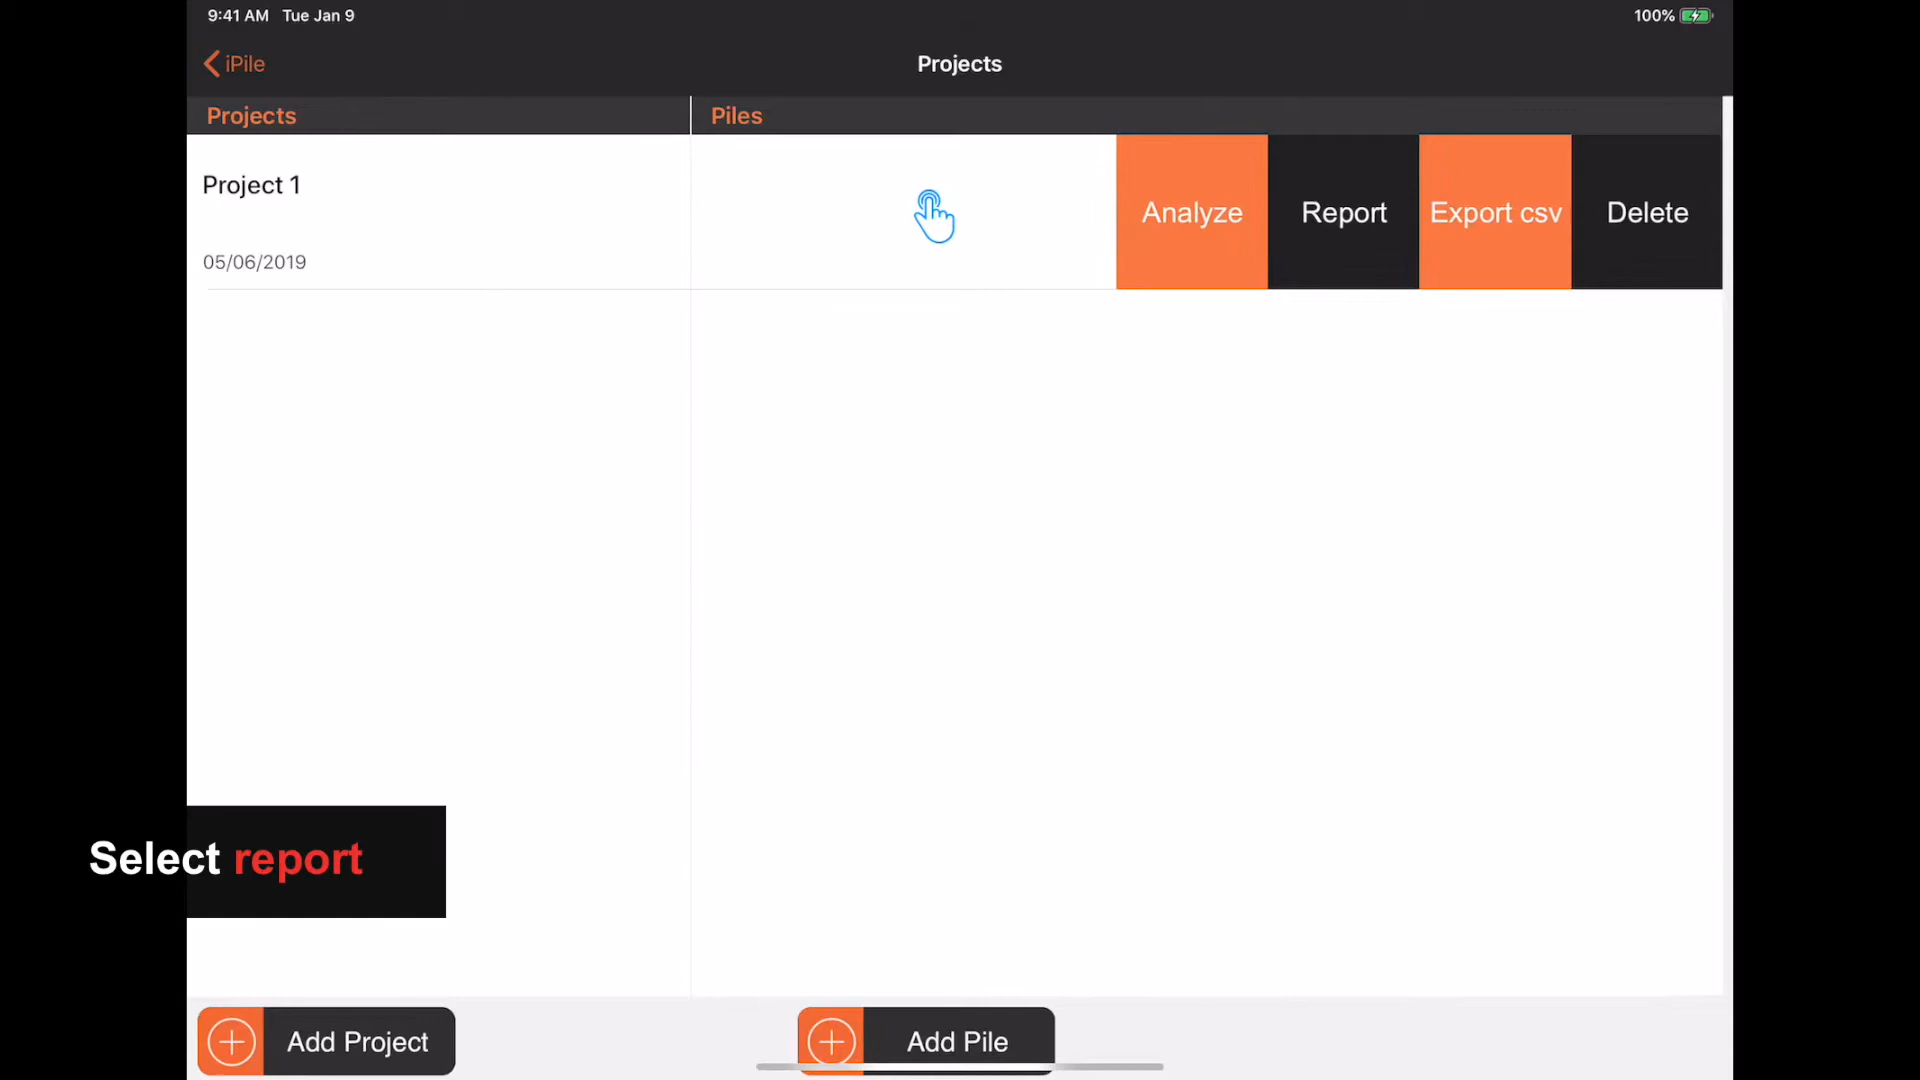 9:41 AM Tue Jan 9
100%
iPile
Projects
Projects
Piles
Project 1
05/06/2019
Analyze
Report
Export csv
Delete
Select report
Add Project
Add Pile